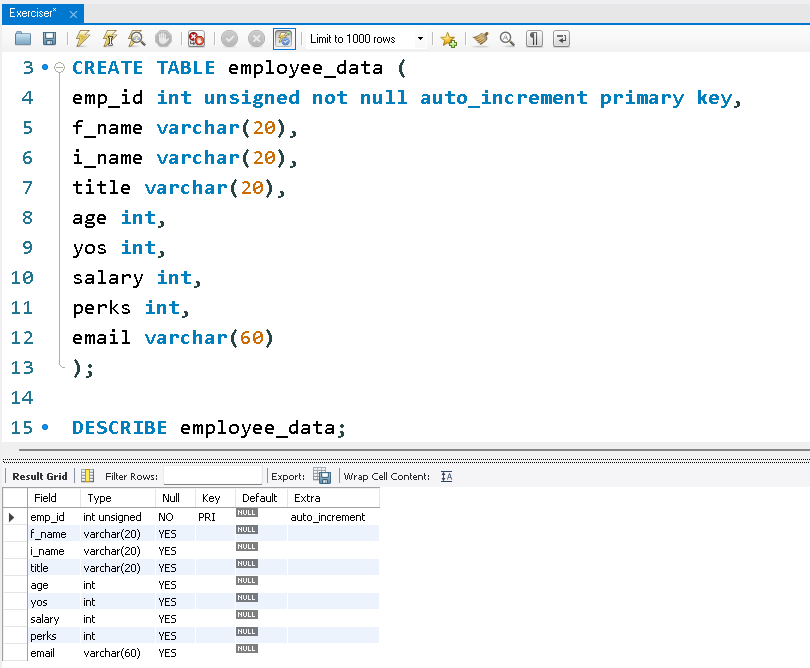 Exerciser* ×
Limit to 1000 rows
3 CREATE TABLE employee_data (
4 emp_id int unsigned not null auto_increment primary key,
5 f_name varchar(20),
6 i_name varchar(20),
7 title varchar(20),
8 age int,
9 yos int,
10 salary int,
11 perks int,
12 email varchar(60)
13 );
14
15 DESCRIBE employee_data;
Result Grid Filter Rows: Export: Wrap Cell Content:
Field Type Null Key Default Extra
emp_id int unsigned NO PRI NULL auto_increment
f_name varchar(20) YES NULL
i_name varchar(20) YES NULL
title varchar(20) YES NULL
age int YES NULL
yos int YES NULL
salary int YES NULL
perks int YES NULL
email varchar(60) YES NULL